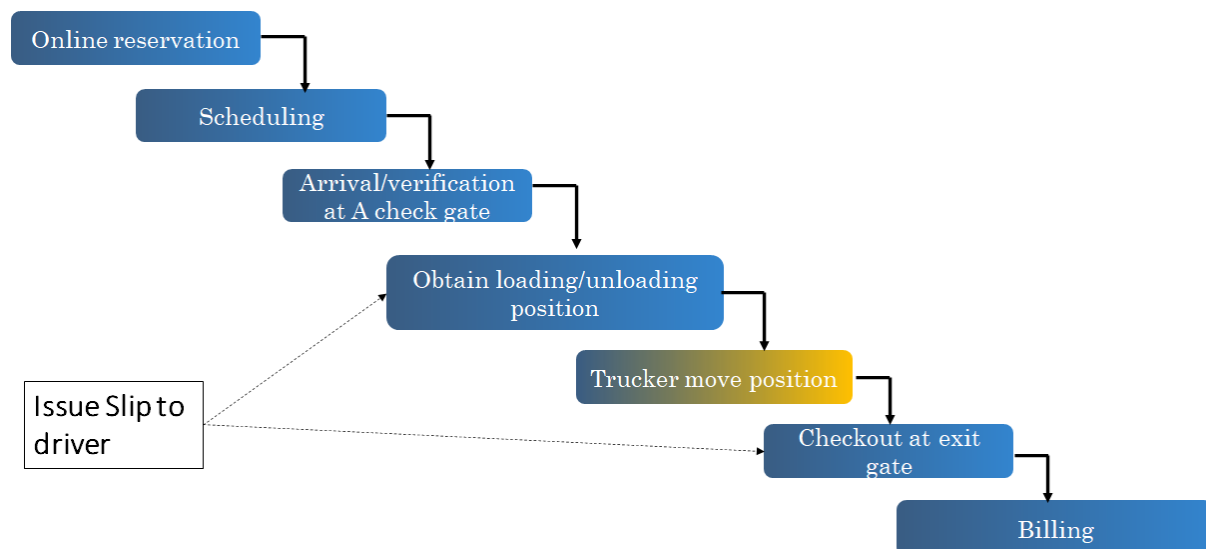 Online reservation
Scheduling
Arrival/verification
at A check gate
Obtain loading/unloading
position
Trucker move position
Issue Slip to
driver
Checkout at exit
gate
Billing